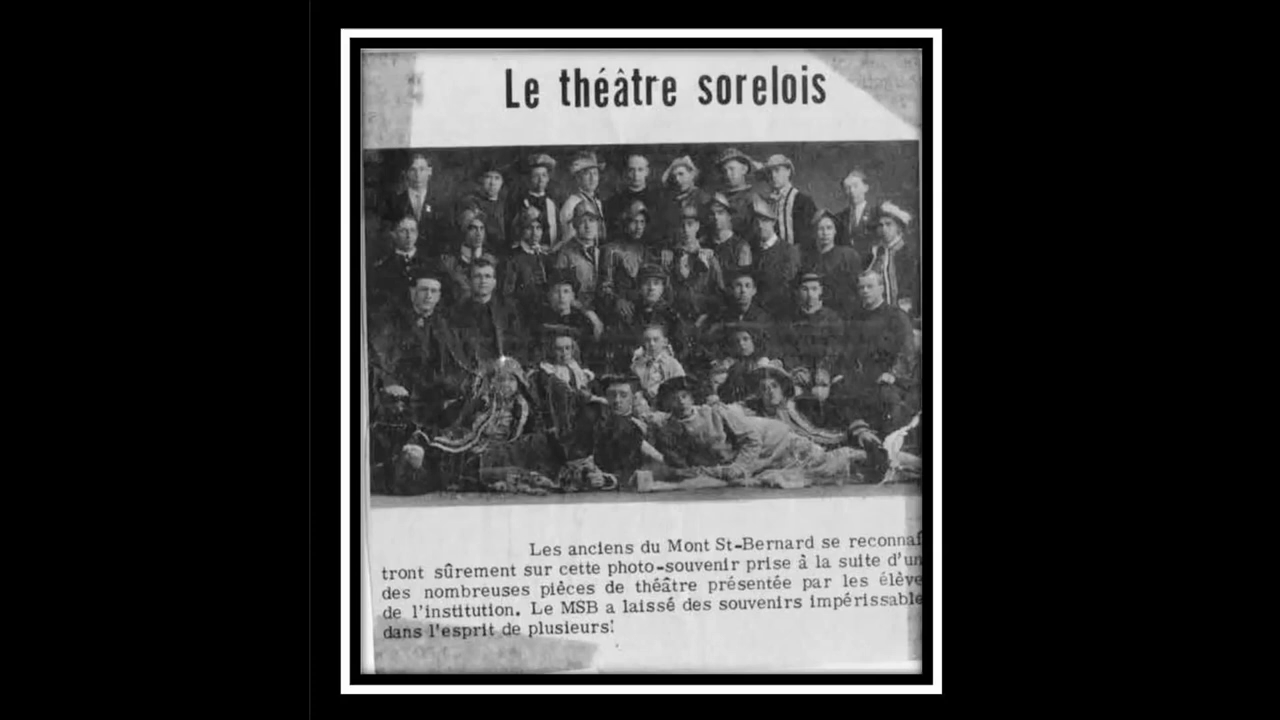 Le théâtre sorelois
Les anciens du Mont St-Bernard se reconnaî
tront sûrement sur cette photo-souvenir prise à la suite d'un
des nombreuses pièces de théâtre présentée par les élève
de l'institution. Le MSB a laissé des souvenirs impérissable
dans l'esprit de plusieurs!